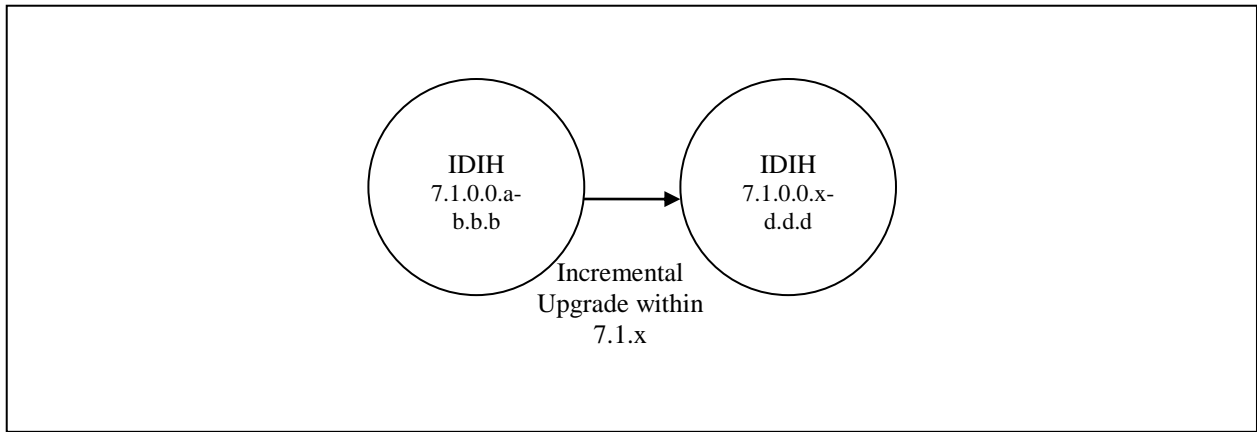 IDIH
7.1.0.0.a-
b.b.b
IDIH
7.1.0.0.x-
d.d.d
Incremental
Upgrade within
7.1.x